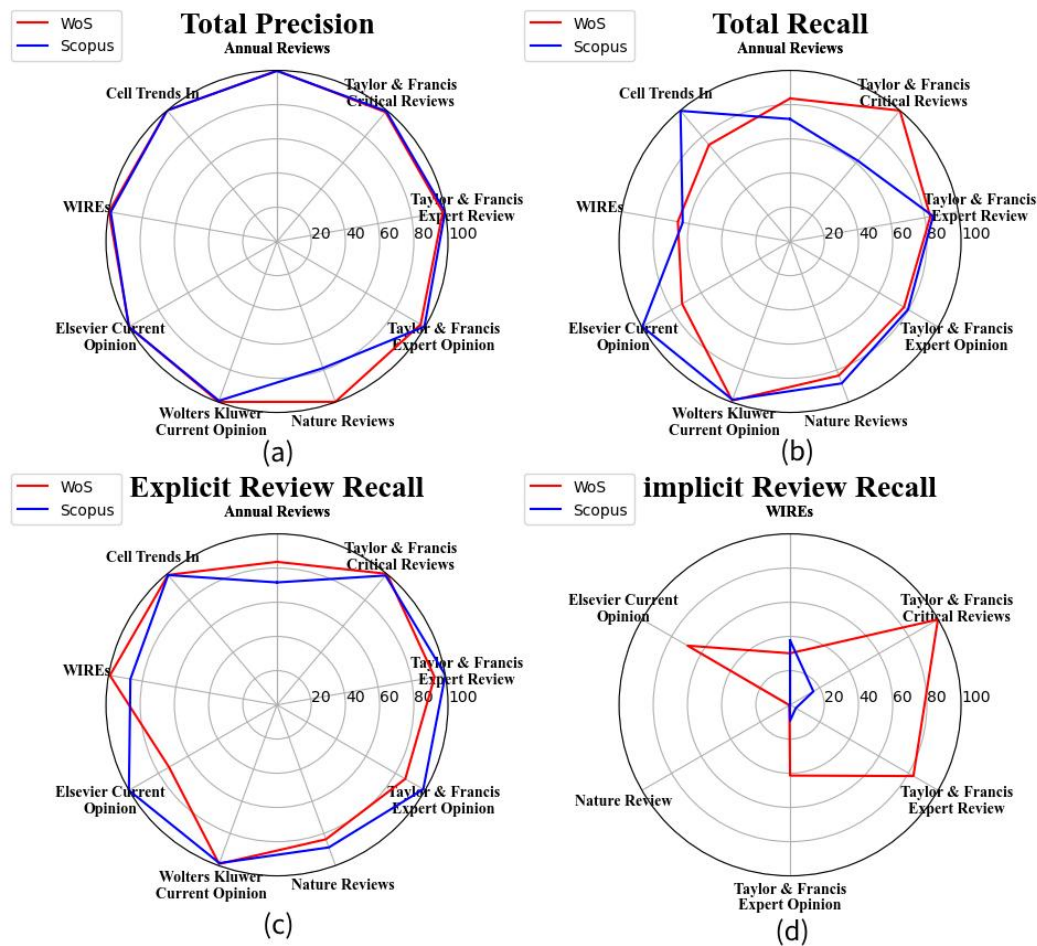 WoS
Scopus
Total Precision
Annual Reviews
Taylor & Francis
Critical Reviews
Cell Trends In
Taylor & Francis
Expert Review
WIREs
20 40 60 80 100
Elsevier Current
Opinion
Taylor & Francis
Expert Opinion
Wolters Kluwer
Current Opinion
Nature Reviews
(a)
WoS
Scopus
Total Recall
Annual Reviews
Taylor & Francis
Critical Reviews
Cell Trends In
Taylor & Francis
Expert Review
WIREs
20 40 60 80 100
Elsevier Current
Opinion
Taylor & Francis
Expert Opinion
Wolters Kluwer
Current Opinion
Nature Reviews
(b)
WoS
Scopus
Explicit Review Recall
Annual Reviews
Taylor & Francis
Critical Reviews
Cell Trends In
Taylor & Francis
Expert Review
WIREs
20 40 60 80 100
Elsevier Current
Opinion
Taylor & Francis
Expert Opinion
Wolters Kluwer
Current Opinion
Nature Reviews
(c)
WoS
Scopus
implicit Review Recall
WIREs
Elsevier Current
Opinion
Taylor & Francis
Critical Reviews
20 40 60 80 100
Nature Review
Taylor & Francis
Expert Review
Taylor & Francis
Expert Opinion
(d)